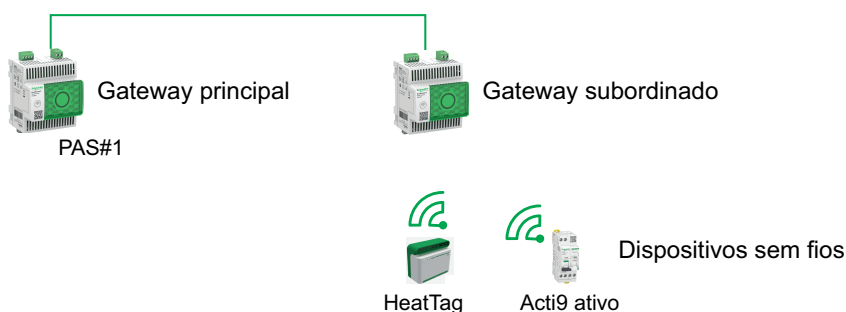 Gateway principal
Gateway subordinado
PAS#1
Dispositivos sem fios
HeatTag
Acti9 ativo